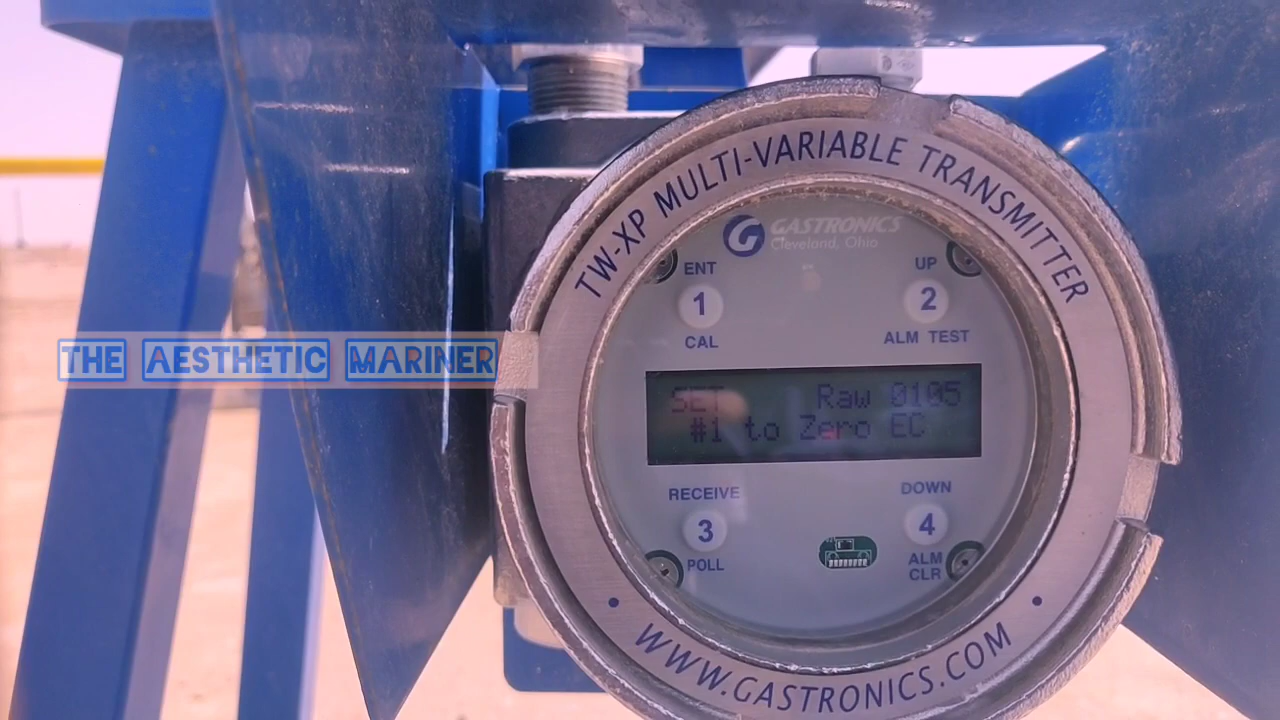 TW-XP MULTI-VARIABLE TRANSMITTER
GASTRONICS
Cleveland, Ohio
ENT
1
CAL
UP
2
ALM TEST
THE AESTHETIC MARINER
SET Raw 0105
#1 to Zero EC
RECEIVE
3
POLL
DOWN
4
ALM
CLR
WWW.GASTRONICS.COM